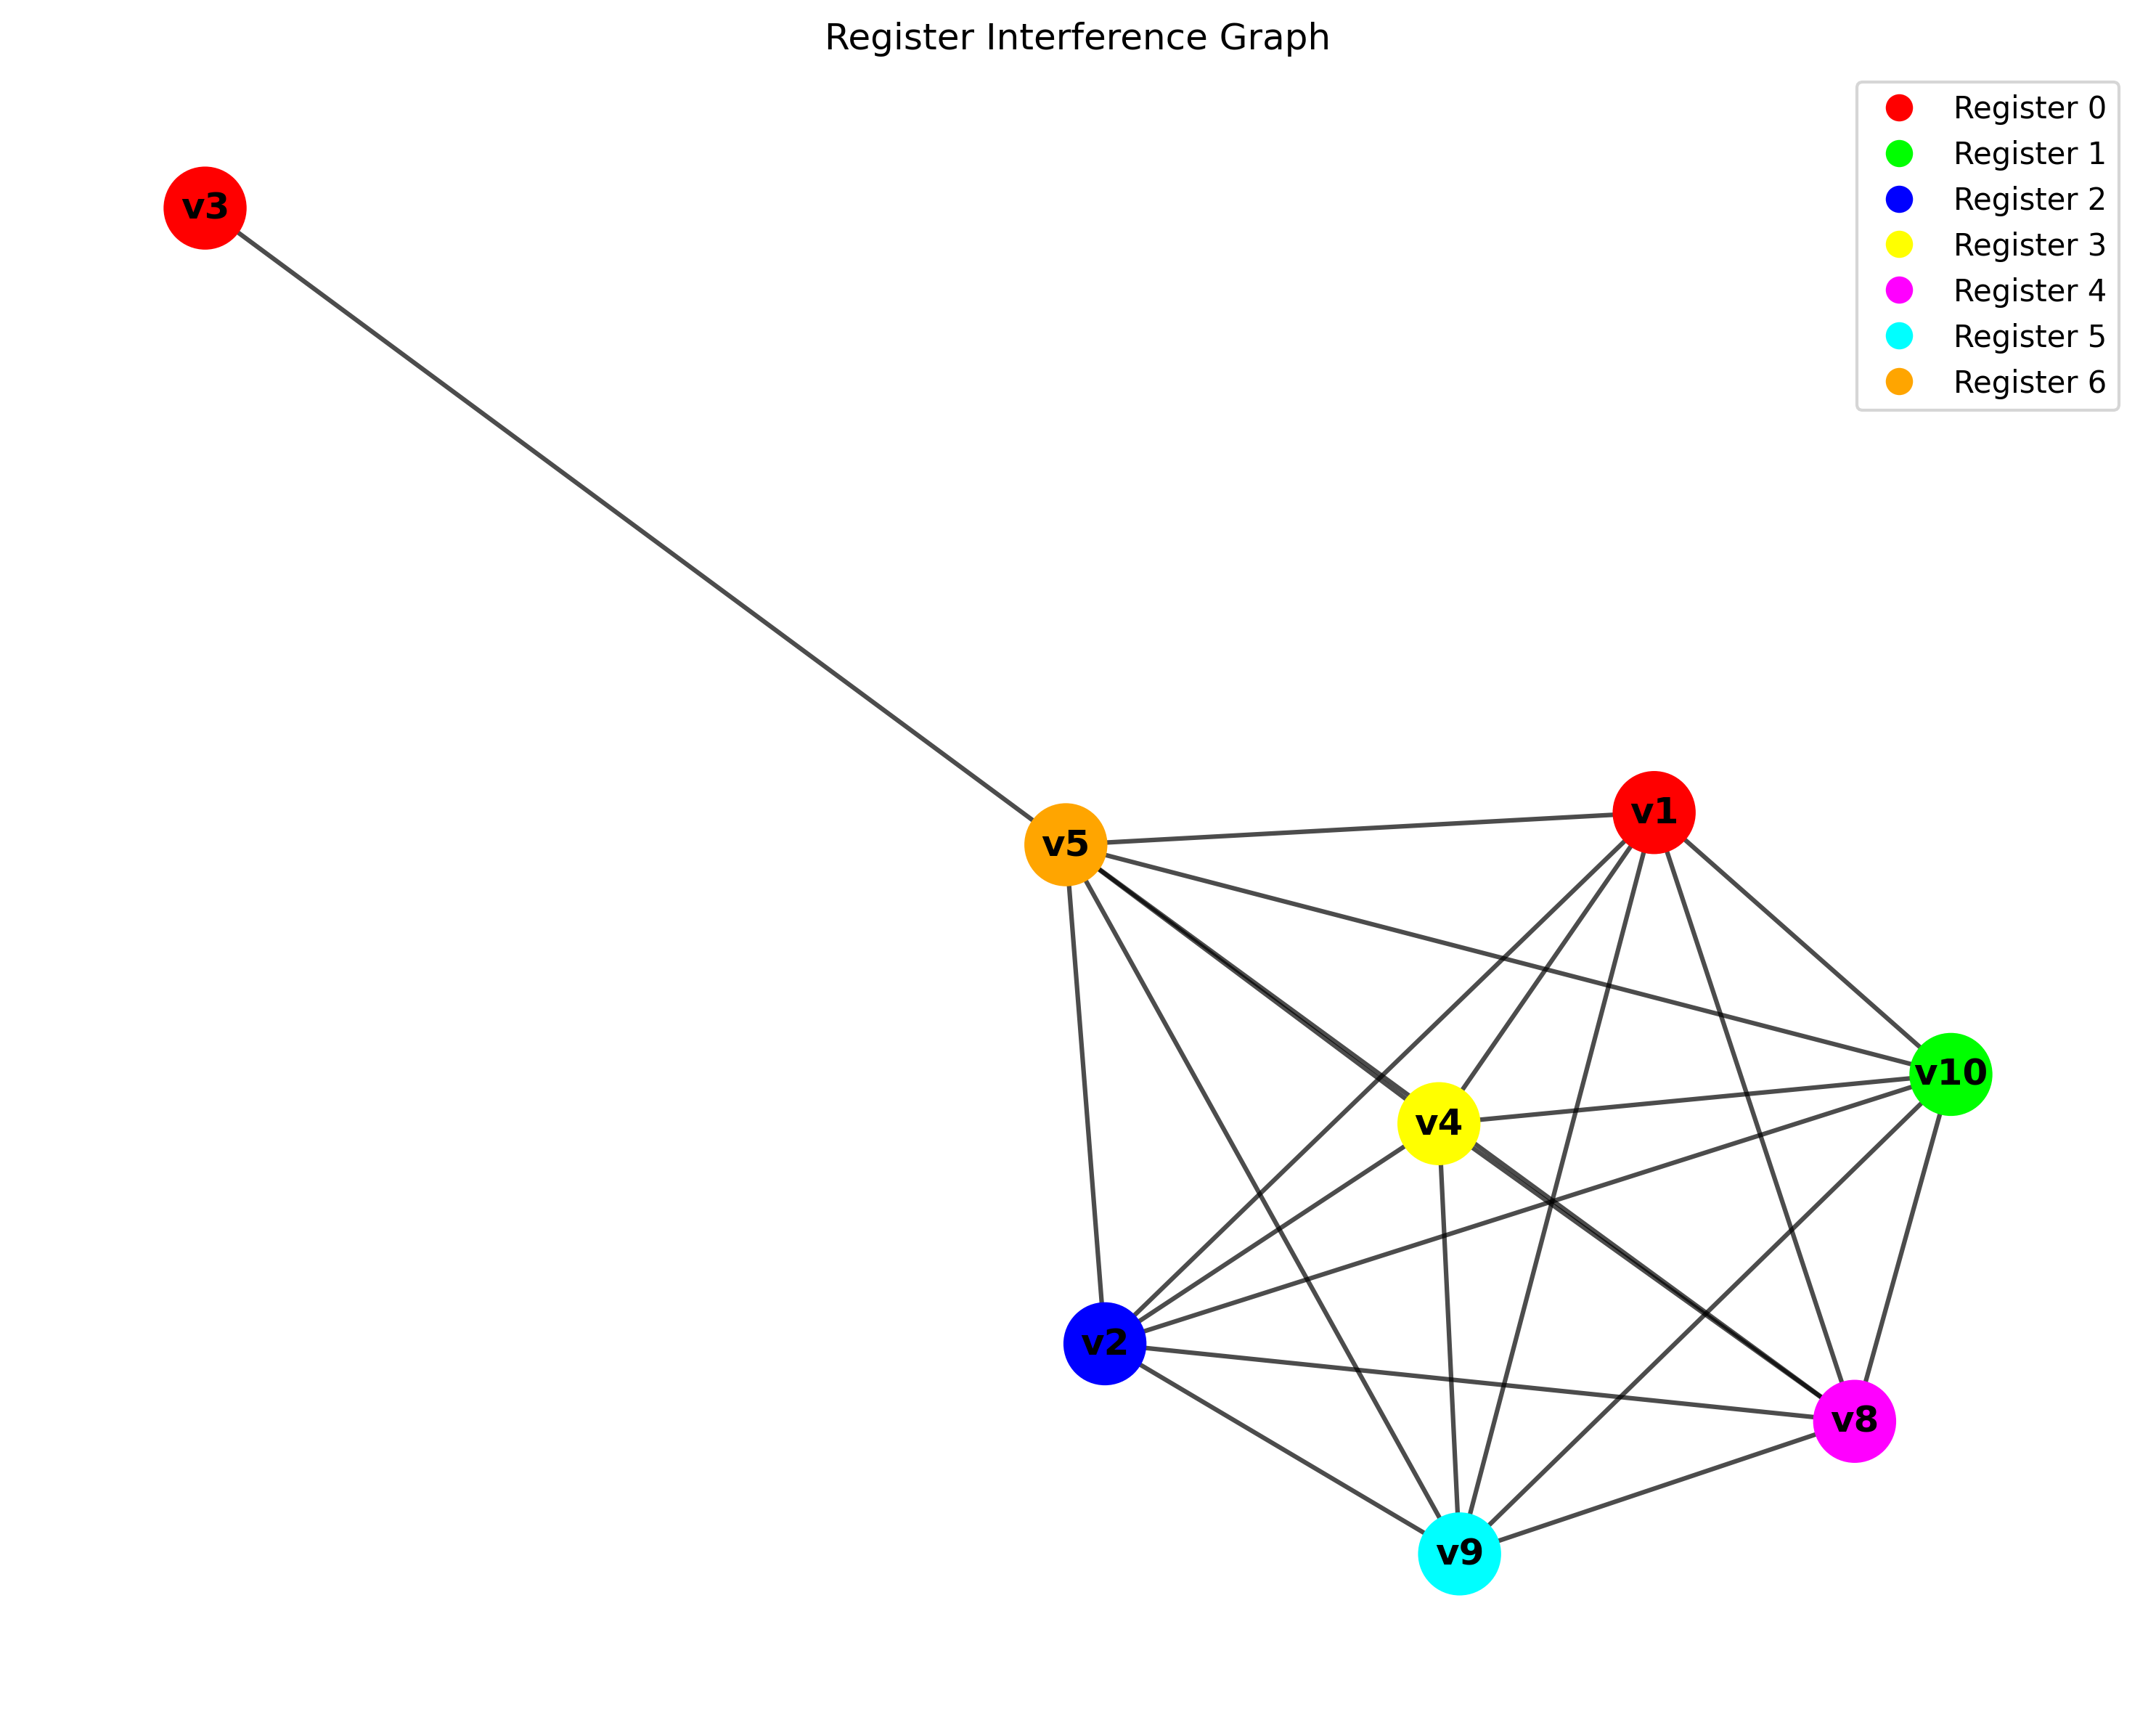 Register Interference Graph
Register 0
Register 1
Register 2
Register 3
Register 4
Register 5
Register 6
v3
v1
v5
v10
v4
v2
v8
v9